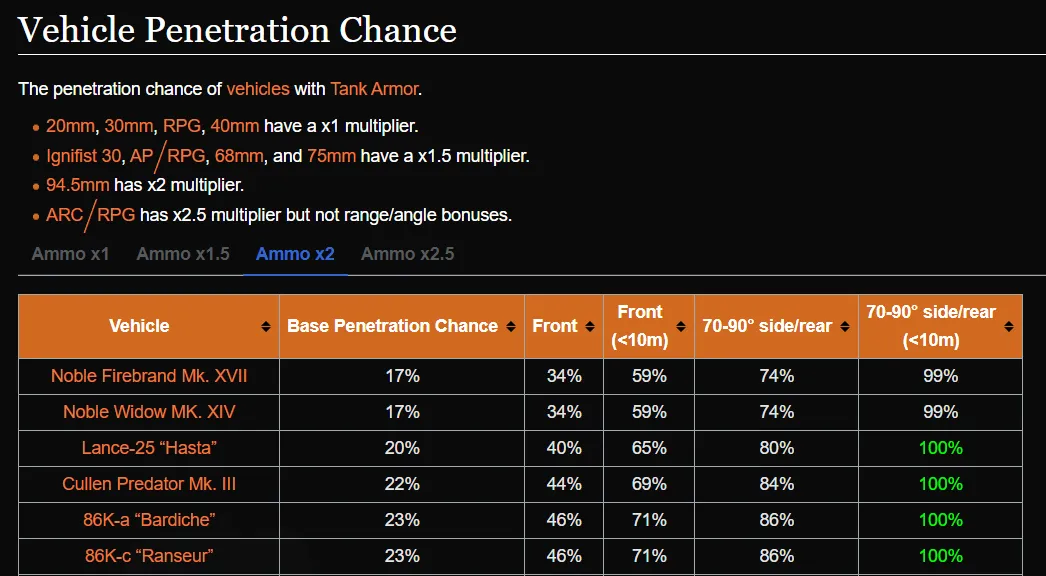 Vehicle Penetration Chance
The penetration chance of vehicles with Tank Armor.
• 20mm, 30mm, RPG, 40mm have a x1 multiplier.
• Ignifist 30, AP/RPG, 68mm, and 75mm have a x1.5 multiplier.
• 94.5mm has x2 multiplier.
• ARC/RPG has x2.5 multiplier but not range/angle bonuses.
Ammo x1 Ammo x1.5 Ammo x2 Ammo x2.5
Vehicle Base Penetration Chance Front Front (<10m) 70-90° side/rear 70-90° side/rear (<10m)
Noble Firebrand Mk. XVII 17% 34% 59% 74% 99%
Noble Widow MK. XIV 17% 34% 59% 74% 99%
Lance-25 “Hasta” 20% 40% 65% 80% 100%
Cullen Predator Mk. III 22% 44% 69% 84% 100%
86K-a “Bardiche” 23% 46% 71% 86% 100%
86K-c “Ranseur” 23% 46% 71% 86% 100%